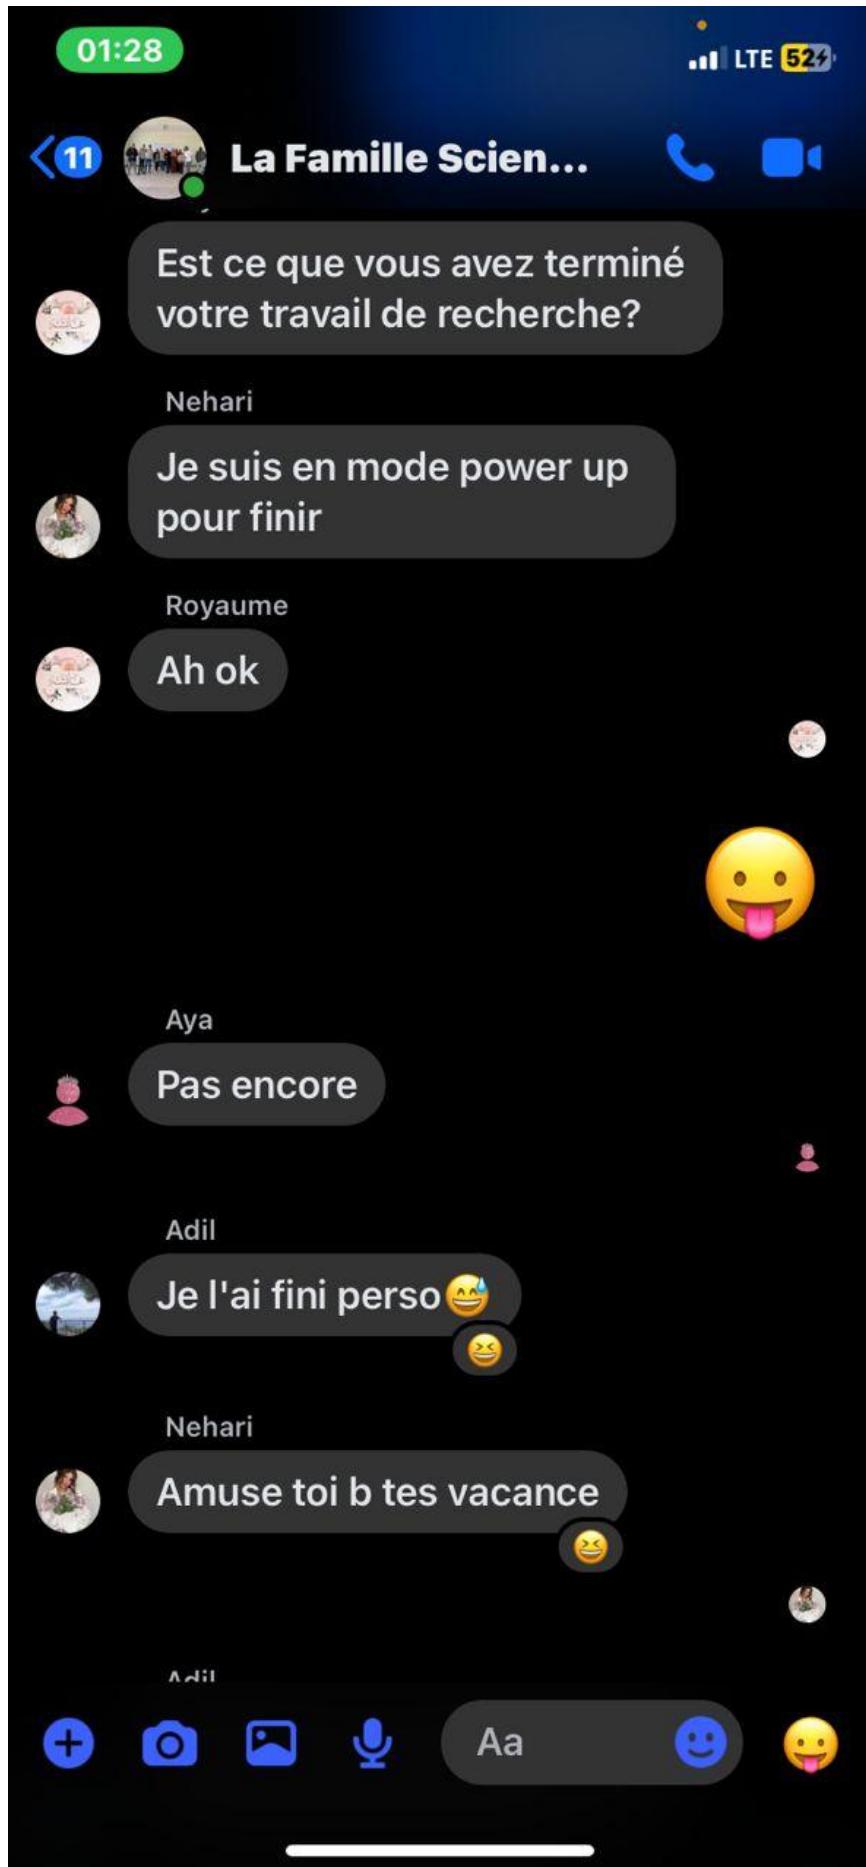 01:28
LTE 52
11
La Famille Scien...
Est ce que vous avez terminé
votre travail de recherche?
Nehari
Je suis en mode power up
pour finir
Royaume
Ah ok
Aya
Pas encore
Adil
Je l'ai fini perso😅
Nehari
Amuse toi b tes vacance
Adil
Aa